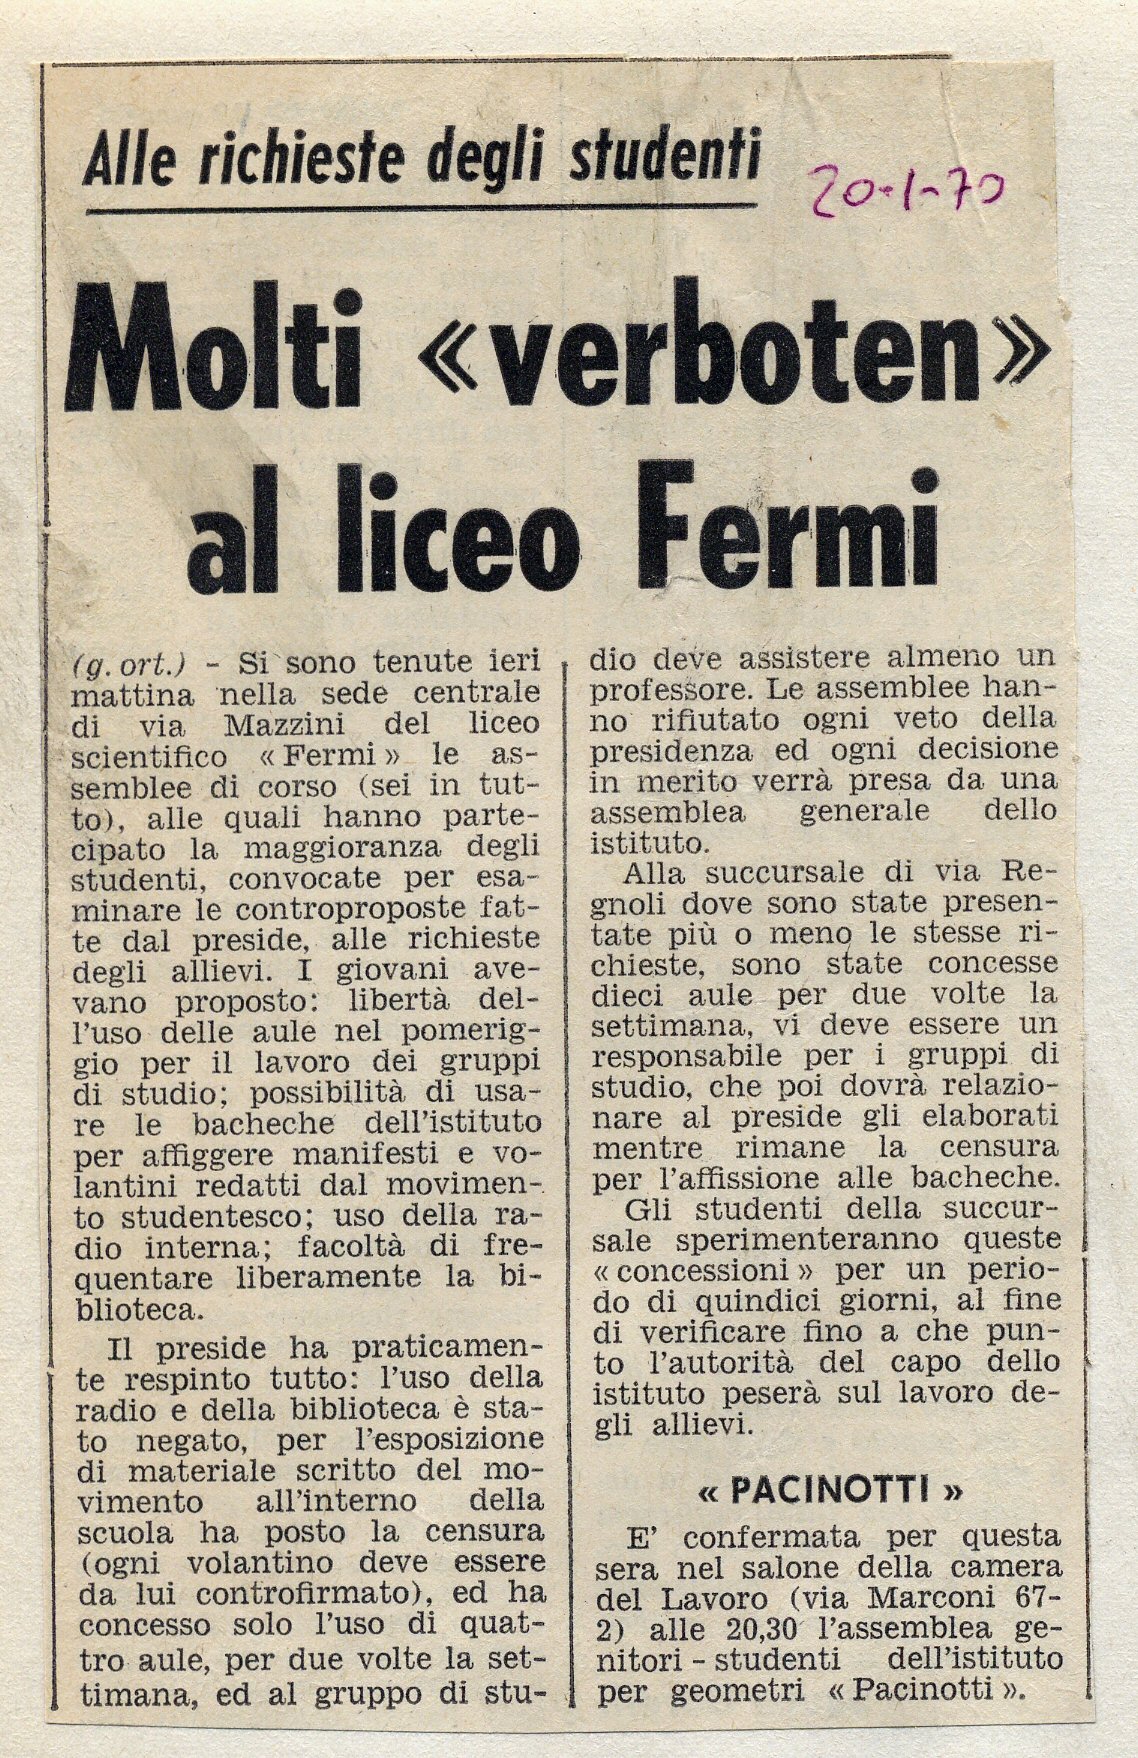 Alle richieste degli studenti
20-1-70
Molti «verboten»
al liceo Fermi
(g. ort.) - Si sono tenute ieri
mattina nella sede centrale
di via Mazzini del liceo
scientifico «Fermi» le as-
semblee di corso (sei in tut-
to), alle quali hanno parte-
cipato la maggioranza degli
studenti, convocate per esa-
minare le controproposte fat-
te dal preside, alle richieste
degli allievi. I giovani ave-
vano proposto: libertà del-
l'uso delle aule nel pomerig-
gio per il lavoro dei gruppi
di studio; possibilità di usa-
re le bacheche dell'istituto
per affiggere manifesti e vo-
lantini redatti dal movimen-
to studentesco; uso della ra-
dio interna; facoltà di fre-
quentare liberamente la bi-
blioteca.
Il preside ha praticamen-
te respinto tutto: l'uso della
radio e della biblioteca è sta-
to negato, per l'esposizione
di materiale scritto del mo-
vimento all'interno della
scuola ha posto la censura
(ogni volantino deve essere
da lui controfirmato), ed ha
concesso solo l'uso di quat-
tro aule, per due volte la set-
timana, ed al gruppo di stu-
dio deve assistere almeno un
professore. Le assemblee han-
no rifiutato ogni veto della
presidenza ed ogni decisione
in merito verrà presa da una
assemblea generale dello
istituto.
Alla succursale di via Re-
gnoli dove sono state presen-
tate più o meno le stesse ri-
chieste, sono state concesse
dieci aule per due volte la
settimana, vi deve essere un
responsabile per i gruppi di
studio, che poi dovrà relazio-
nare al preside gli elaborati
mentre rimane la censura
per l'affissione alle bacheche.
Gli studenti della succur-
sale sperimenteranno queste
«concessioni» per un perio-
do di quindici giorni, al fine
di verificare fino a che pun-
to l'autorità del capo dello
istituto peserà sul lavoro de-
gli allievi.
« PACINOTTI »
E' confermata per questa
sera nel salone della camera
del Lavoro (via Marconi 67-
2) alle 20,30 l'assemblea ge-
nitori - studenti dell'istituto
per geometri «Pacinotti».